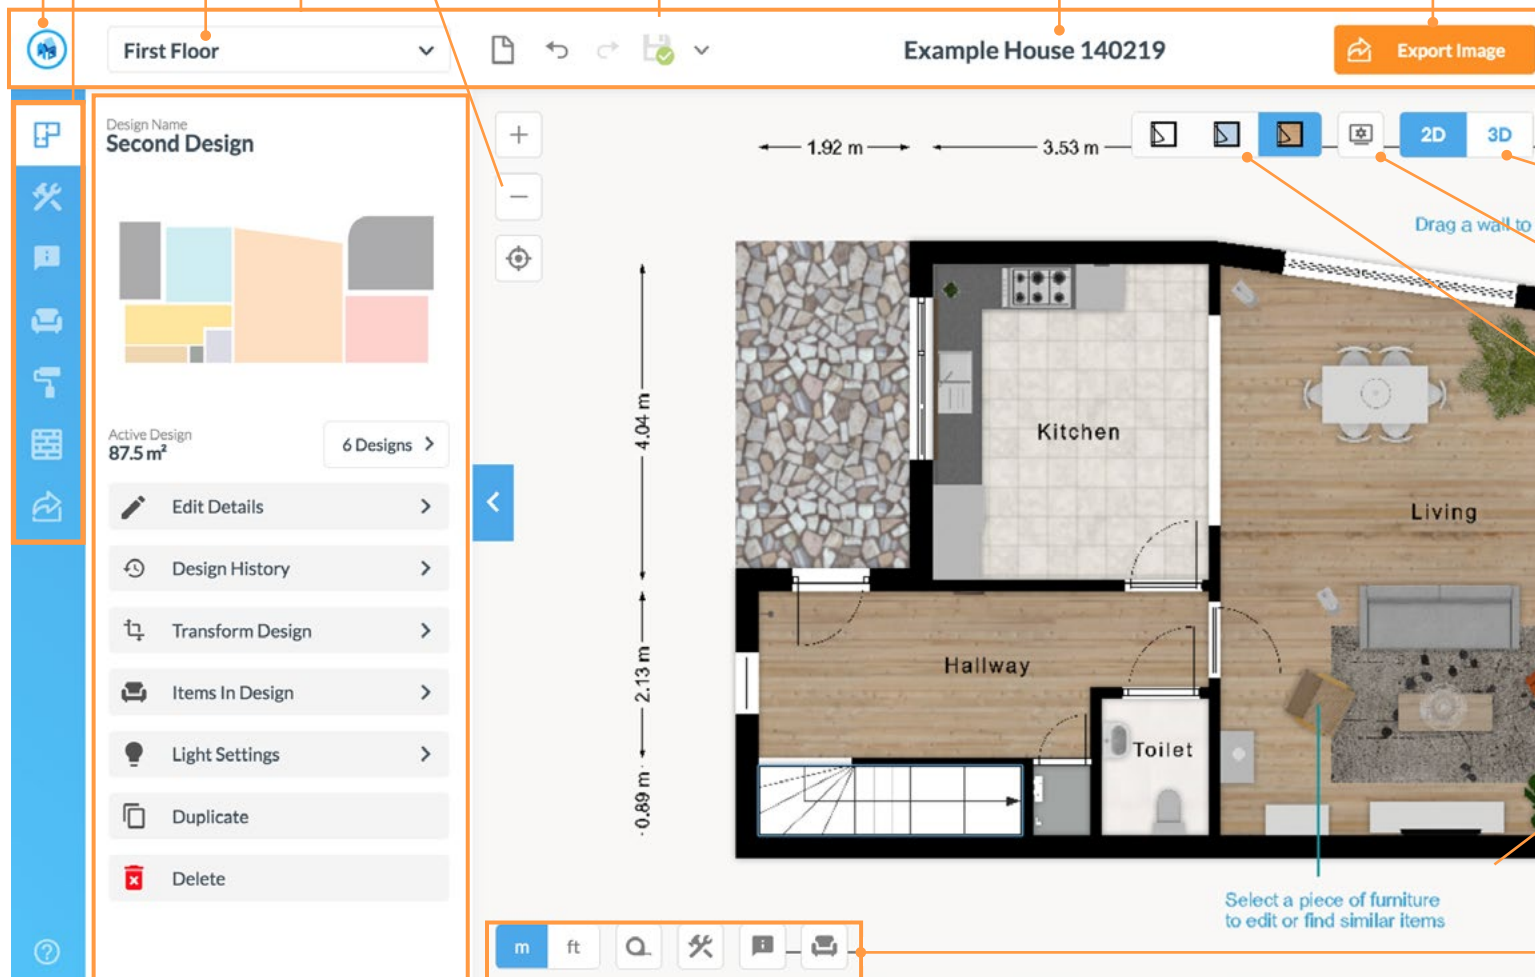 First Floor
Example House 140219
Export Image
Design Name
Second Design
Active Design
87.5 m²
6 Designs
Edit Details
Design History
Transform Design
Items In Design
Light Settings
Duplicate
Delete
1.92 m
3.53 m
2D
3D
Drag a wall to
4.04 m
Kitchen
Living
2.13 m
Hallway
Toilet
0.89 m
Select a piece of furniture
to edit or find similar items
m
ft